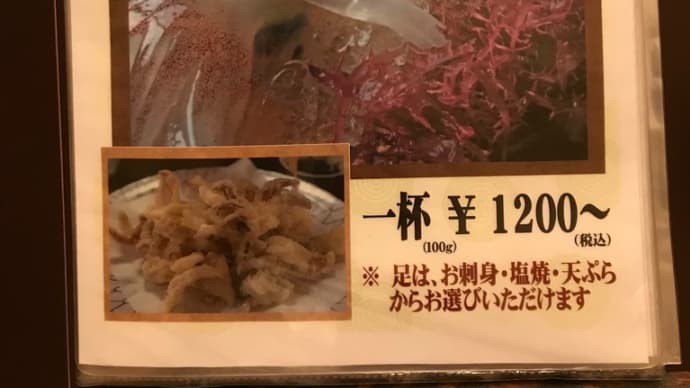 一杯 ¥ 1200〜
(100g) (税込)
※ 足は、お刺身・塩焼・天ぷら
からお選びいただけます